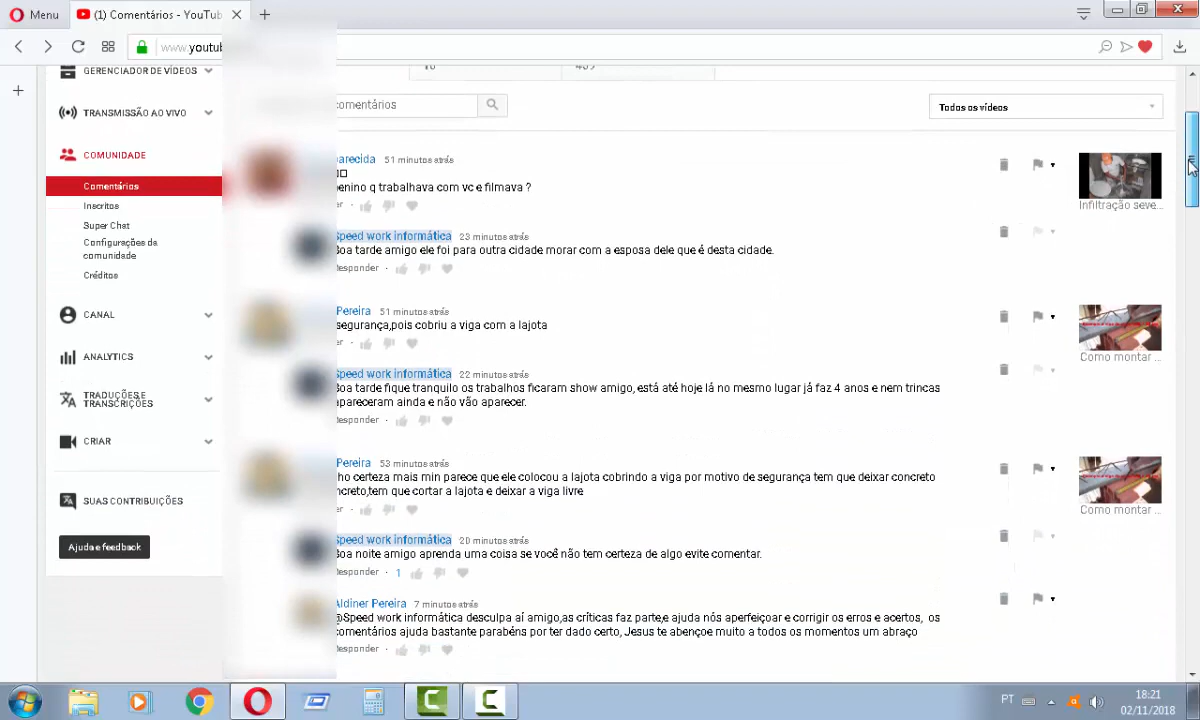 Menu
(1) Comentários - YouTub
www.youtub
GERENCIADOR DE VÍDEOS
TRANSMISSÃO AO VIVO
COMUNIDADE
Comentários
Inscritos
Super Chat
Configurações da
comunidade
Créditos
CANAL
ANALYTICS
TRADUÇÕES E
TRANSCRIÇÕES
CRIAR
SUAS CONTRIBUIÇÕES
Ajuda e feedback
comentários
Todos os vídeos
arecida 51 minutos atrás
enino q trabalhava com vc e filmava ?
er
Infiltração seve...
Speed work informática 23 minutos atrás
Boa tarde amigo ele foi para outra cidade morar com a esposa dele que é desta cidade.
Responder
Pereira 51 minutos atrás
segurança,pois cobriu a viga com a lajota
er
Como montar ...
Speed work informática 22 minutos atrás
Boa tarde fique tranquilo os trabalhos ficaram show amigo, está até hoje lá no mesmo lugar já faz 4 anos e nem trincas
apareceram ainda e não vão aparecer.
Responder
Pereira 53 minutos atrás
ho certeza mais min parece que ele colocou a lajota cobrindo a viga por motivo de segurança tem que deixar concreto
ncreto,tem que cortar a lajota e deixar a viga livre
er
Como montar ...
Speed work informática 20 minutos atrás
Boa noite amigo aprenda uma coisa se você não tem certeza de algo evite comentar.
Responder · 1
Aldiner Pereira 7 minutos atrás
@Speed work informática desculpa aí amigo,as críticas faz parte,e ajuda nós aperfeiçoar e corrigir os erros e acertos, os
comentários ajuda bastante parabéns por ter dado certo, Jesus te abençoe muito a todos os momentos um abraço
Responder
PT
18:21
02/11/2018